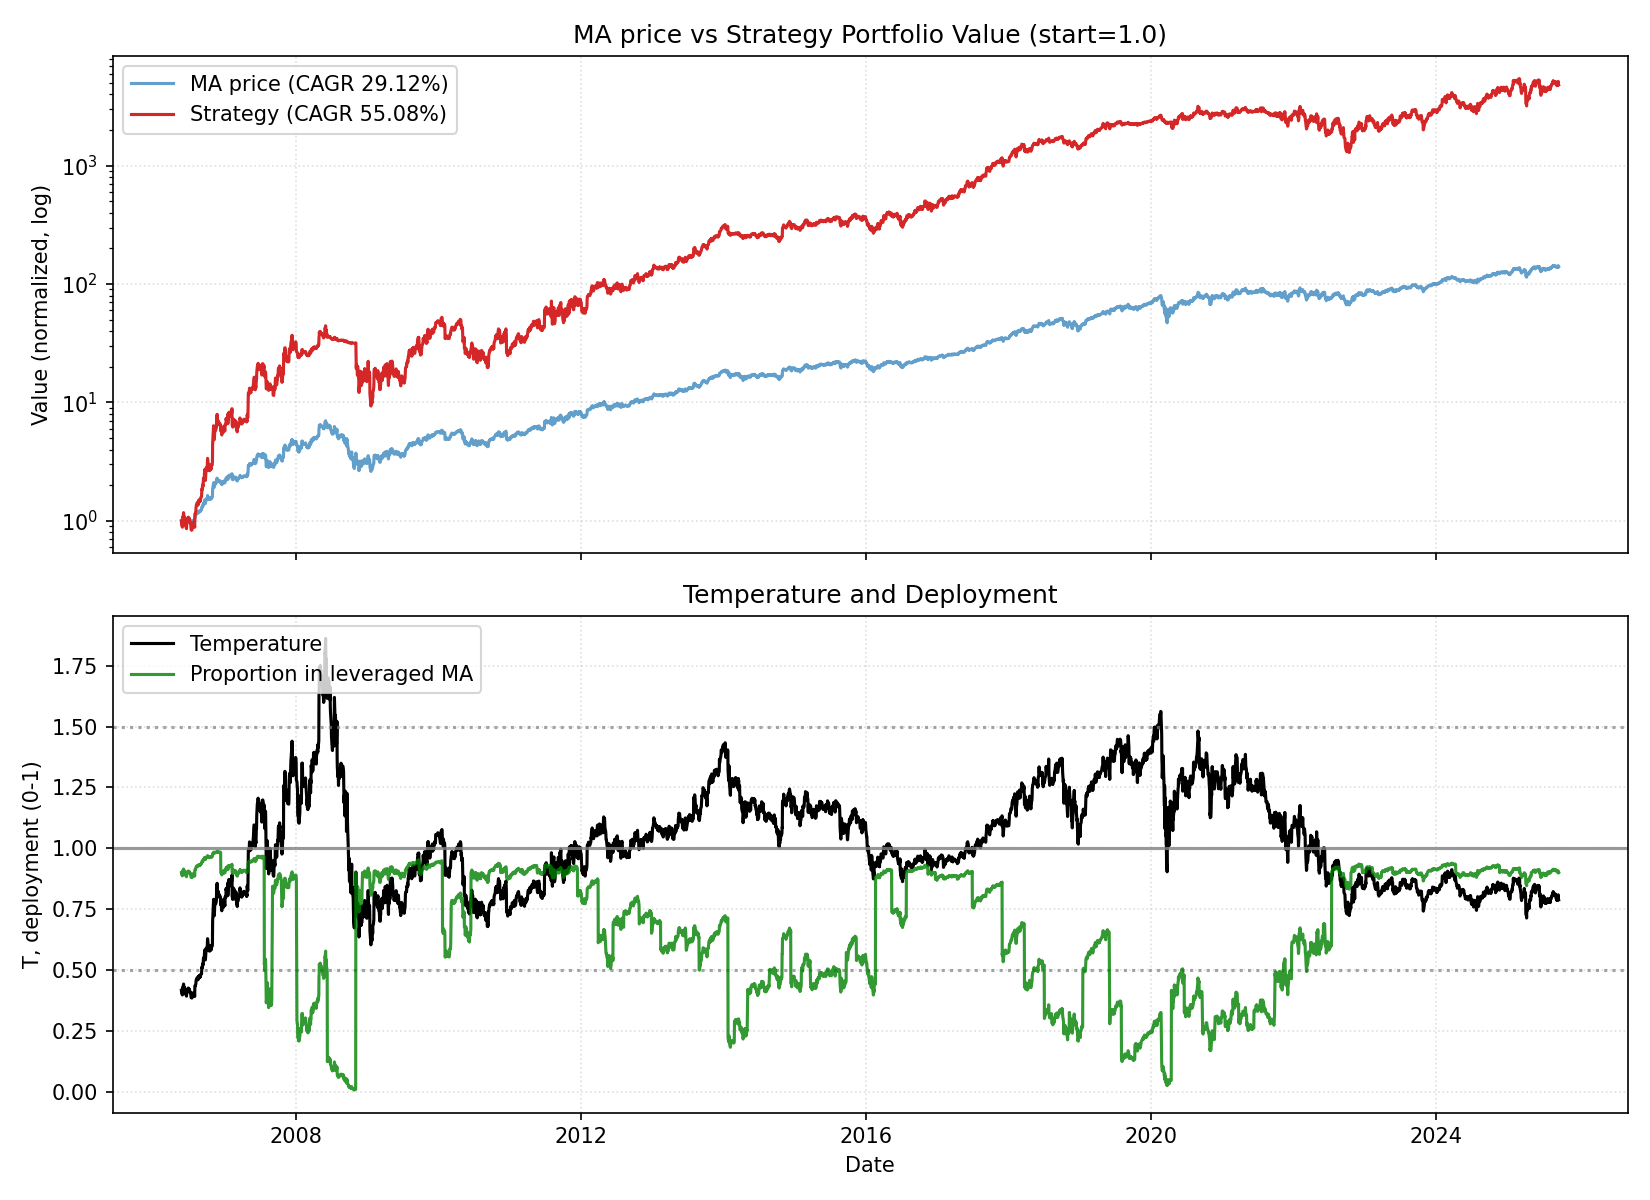 MA price vs Strategy Portfolio Value (start=1.0)
MA price (CAGR 29.12%)
Strategy (CAGR 55.08%)
Value (normalized, log)
10³
10²
10¹
10⁰
Temperature and Deployment
Temperature
Proportion in leveraged MA
T, deployment (0-1)
1.75
1.50
1.25
1.00
0.75
0.50
0.25
0.00
2008 2012 2016 2020 2024
Date